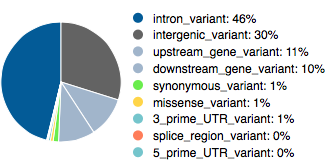 intron_variant: 46%
intergenic_variant: 30%
upstream_gene_variant: 11%
downstream_gene_variant: 10%
synonymous_variant: 1%
missense_variant: 1%
3_prime_UTR_variant: 1%
splice_region_variant: 0%
5_prime_UTR_variant: 0%